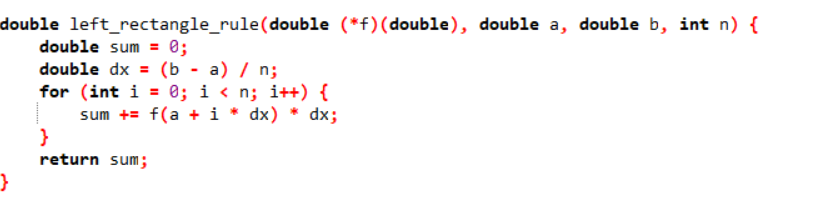 double left_rectangle_rule(double (*f)(double), double a, double b, int n) {
    double sum = 0;
    double dx = (b - a) / n;
    for (int i = 0; i < n; i++) {
        sum += f(a + i * dx) * dx;
    }
    return sum;
}